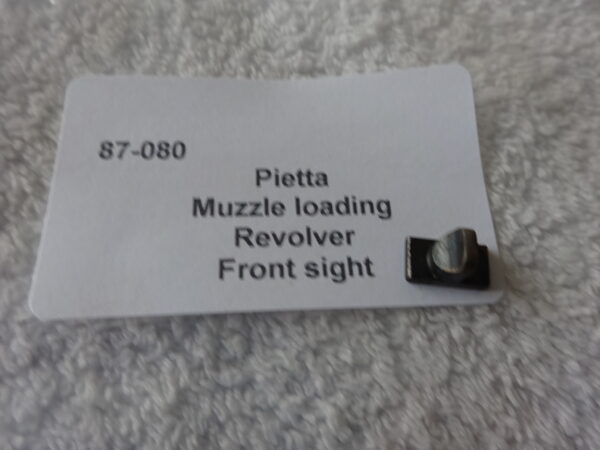 87-080
Pietta
Muzzle loading
Revolver
Front sight